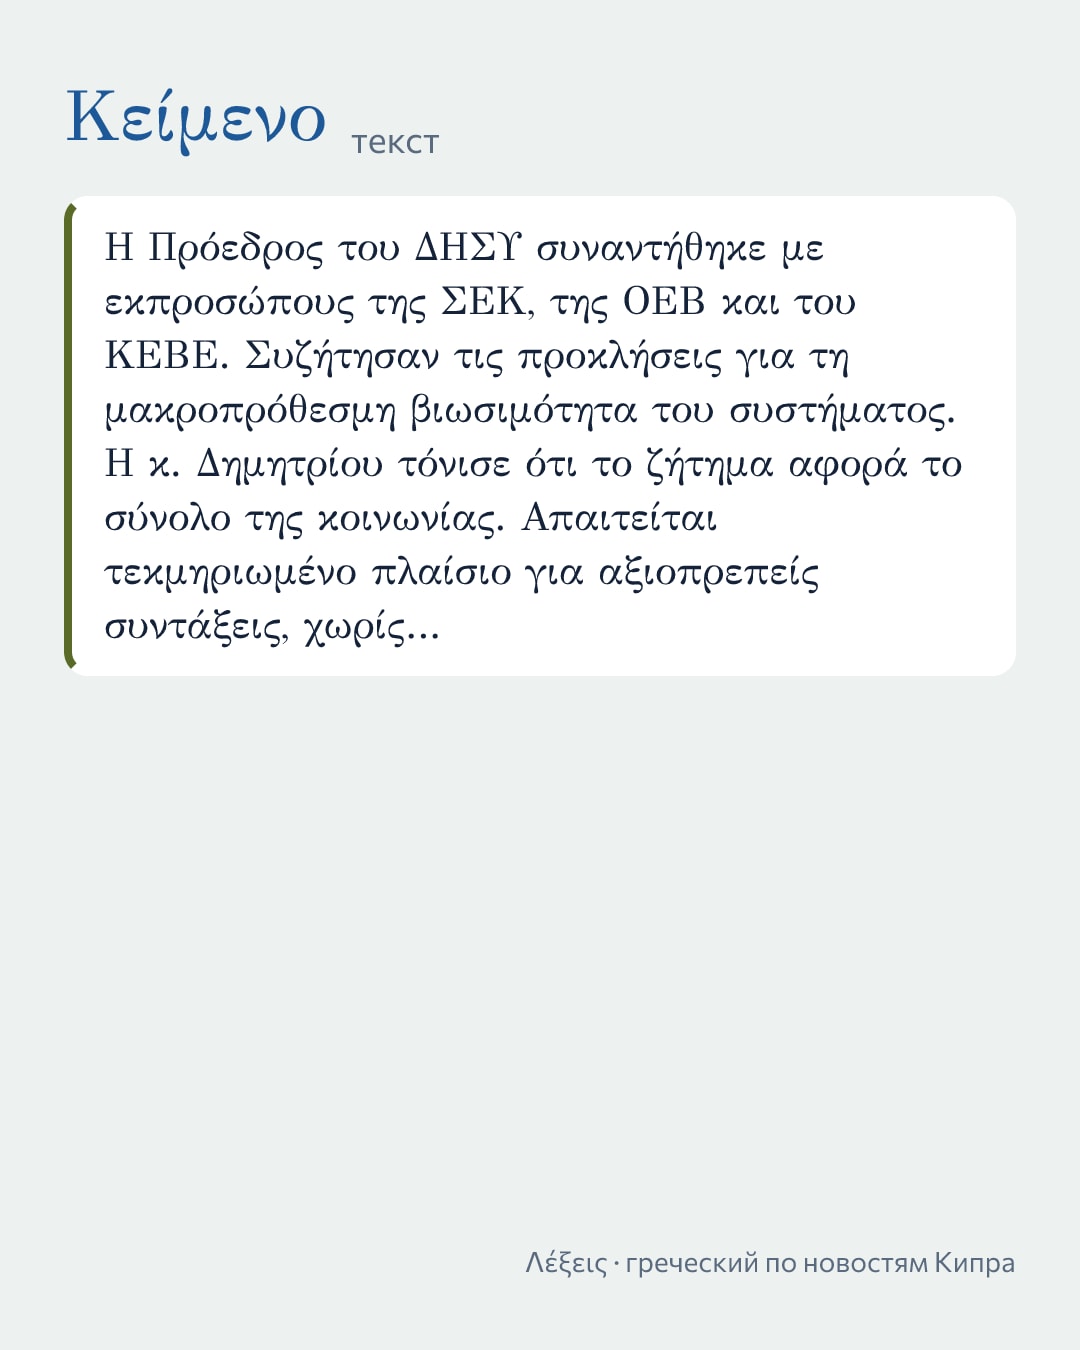 Κείμενο текст
Η Πρόεδρος του ΔΗΣΥ συναντήθηκε με
εκπροσώπους της ΣΕΚ, της ΟΕΒ και του
ΚΕΒΕ. Συζήτησαν τις προκλήσεις για τη
μακροπρόθεσμη βιωσιμότητα του συστήματος.
Η κ. Δημητρίου τόνισε ότι το ζήτημα αφορά το
σύνολο της κοινωνίας. Απαιτείται
τεκμηριωμένο πλαίσιο για αξιοπρεπείς
συντάξεις, χωρίς...
Λέξεις · греческий по новостям Кипра